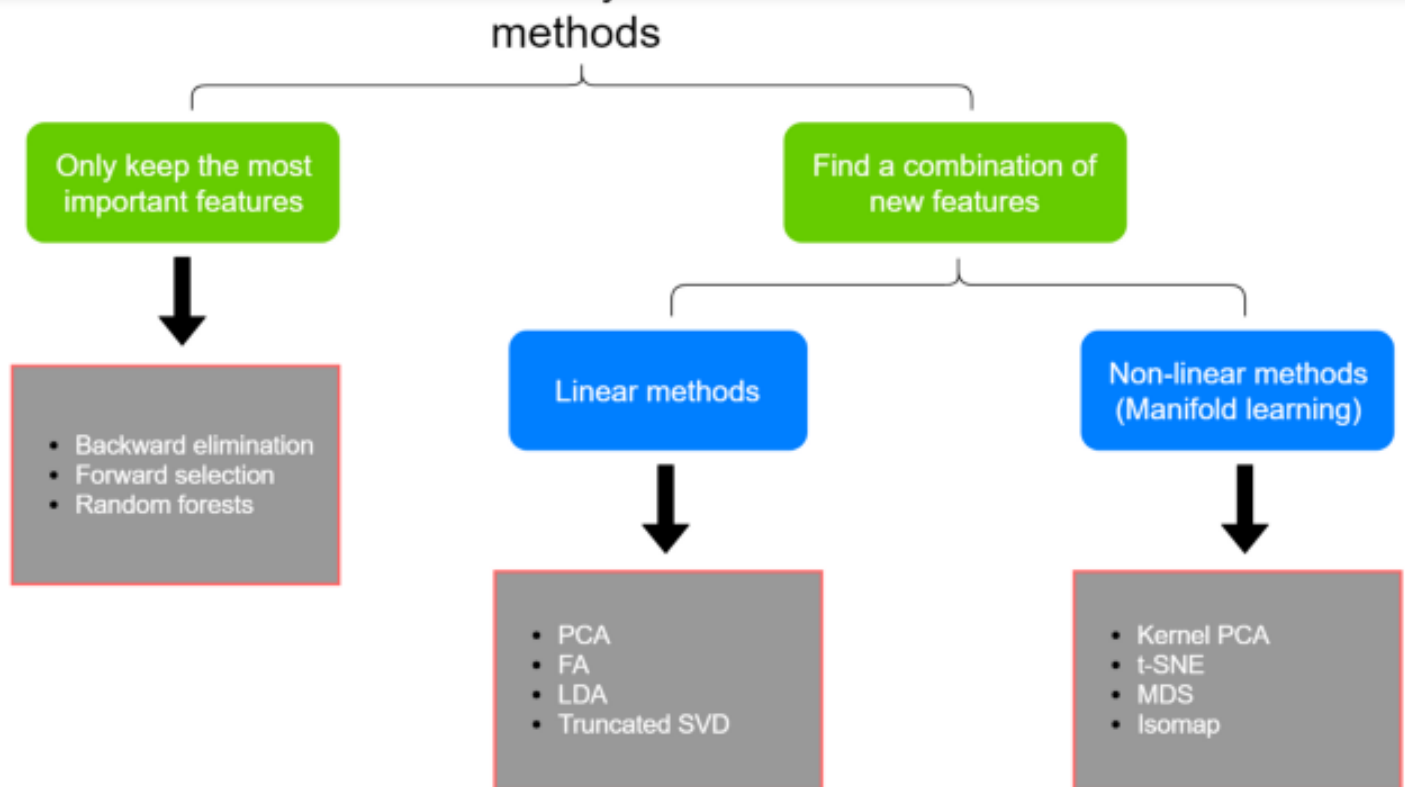 methods
Only keep the most
important features
Find a combination of
new features
Linear methods
Non-linear methods
(Manifold learning)
• Backward elimination
• Forward selection
• Random forests
• PCA
• FA
• LDA
• Truncated SVD
• Kernel PCA
• t-SNE
• MDS
• Isomap